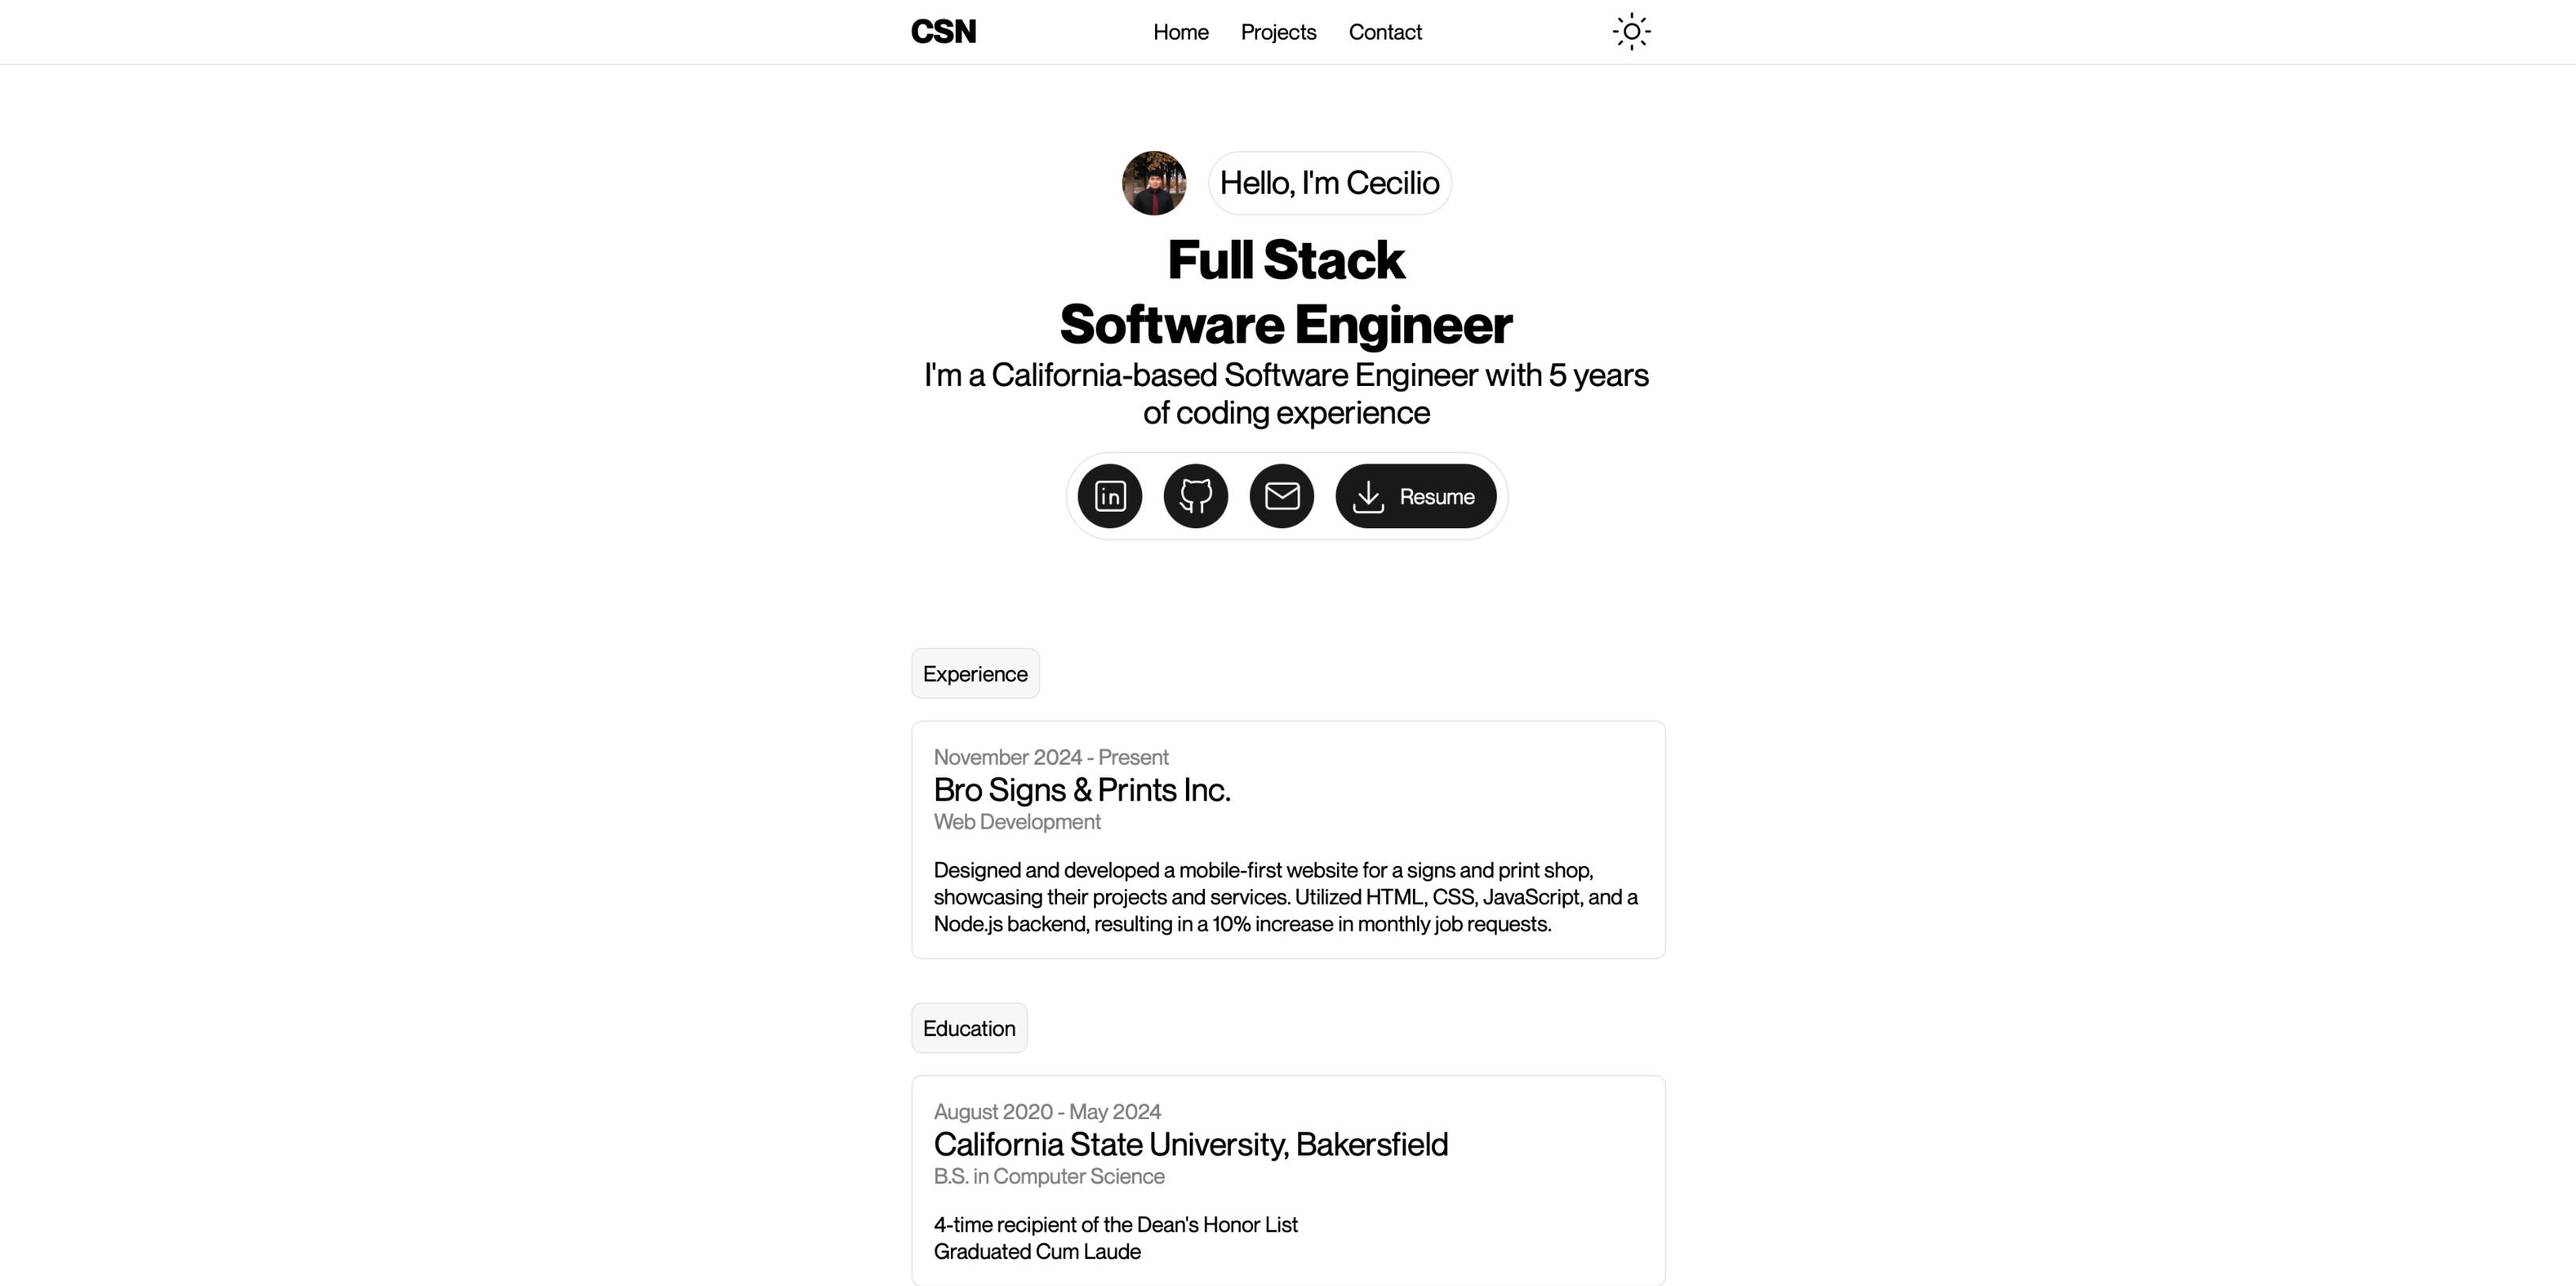 CSN
Home Projects Contact
Hello, I'm Cecilio
Full Stack
Software Engineer
I'm a California-based Software Engineer with 5 years
of coding experience
in
Resume
Experience
November 2024 - Present
Bro Signs & Prints Inc.
Web Development
Designed and developed a mobile-first website for a signs and print shop,
showcasing their projects and services. Utilized HTML, CSS, JavaScript, and a
Node.js backend, resulting in a 10% increase in monthly job requests.
Education
August 2020 - May 2024
California State University, Bakersfield
B.S. in Computer Science
4-time recipient of the Dean's Honor List
Graduated Cum Laude